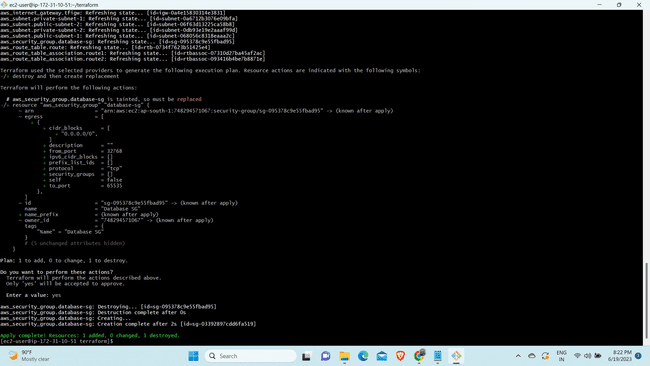 ec2-user@ip-172-31-10-51:~/terraform
aws_internet_gateway.tfigw: Refreshing state... [id=igw-0a4e15830314e3831]
aws_subnet.private-subnet-1: Refreshing state... [id=subnet-0a6712b3076e09bfa]
aws_subnet.public-subnet-2: Refreshing state... [id=subnet-06f63d13225ca58b8]
aws_subnet.private-subnet-2: Refreshing state... [id=subnet-0db93e19e2aaaf99d]
aws_subnet.public-subnet-1: Refreshing state... [id=subnet-06805dc8318eaaa2c]
aws_security_group.database-sg: Refreshing state... [id=sg-095378c9e55fbad95]
aws_route_table.route: Refreshing state... [id=rtb-0734f7623b51425e4]
aws_route_table_association.route1: Refreshing state... [id=rtbassoc-07310d27ba45af2ac]
aws_route_table_association.route2: Refreshing state... [id=rtbassoc-093416b4be7b8871e]
Terraform used the selected providers to generate the following execution plan. Resource actions are indicated with the following symbols:
-/+ destroy and then create replacement
Terraform will perform the following actions:
# aws_security_group.database-sg is tainted, so must be replaced
-/+ resource "aws_security_group" "database-sg" {
~ arn = "arn:aws:ec2:ap-south-1:748294571067:security-group/sg-095378c9e55fbad95" -> (known after apply)
~ egress = [
+ {
+ cidr_blocks = [
+ "0.0.0.0/0",
]
+ description = ""
+ from_port = 32768
+ ipv6_cidr_blocks = []
+ prefix_list_ids = []
+ protocol = "tcp"
+ security_groups = []
+ self = false
+ to_port = 65535
},
]
~ id = "sg-095378c9e55fbad95" -> (known after apply)
name = "Database SG"
+ name_prefix = (known after apply)
~ owner_id = "748294571067" -> (known after apply)
tags = {
"Name" = "Database SG"
}
# (5 unchanged attributes hidden)
}
Plan: 1 to add, 0 to change, 1 to destroy.
Do you want to perform these actions?
Terraform will perform the actions described above.
Only 'yes' will be accepted to approve.
Enter a value: yes
aws_security_group.database-sg: Destroying... [id=sg-095378c9e55fbad95]
aws_security_group.database-sg: Destruction complete after 0s
aws_security_group.database-sg: Creating...
aws_security_group.database-sg: Creation complete after 2s [id=sg-03392897cdd6fa519]
Apply complete! Resources: 1 added, 0 changed, 1 destroyed.
[ec2-user@ip-172-31-10-51 terraform]$
90°F
Mostly clear
Search
ENG
IN
8:22 PM
6/19/2023